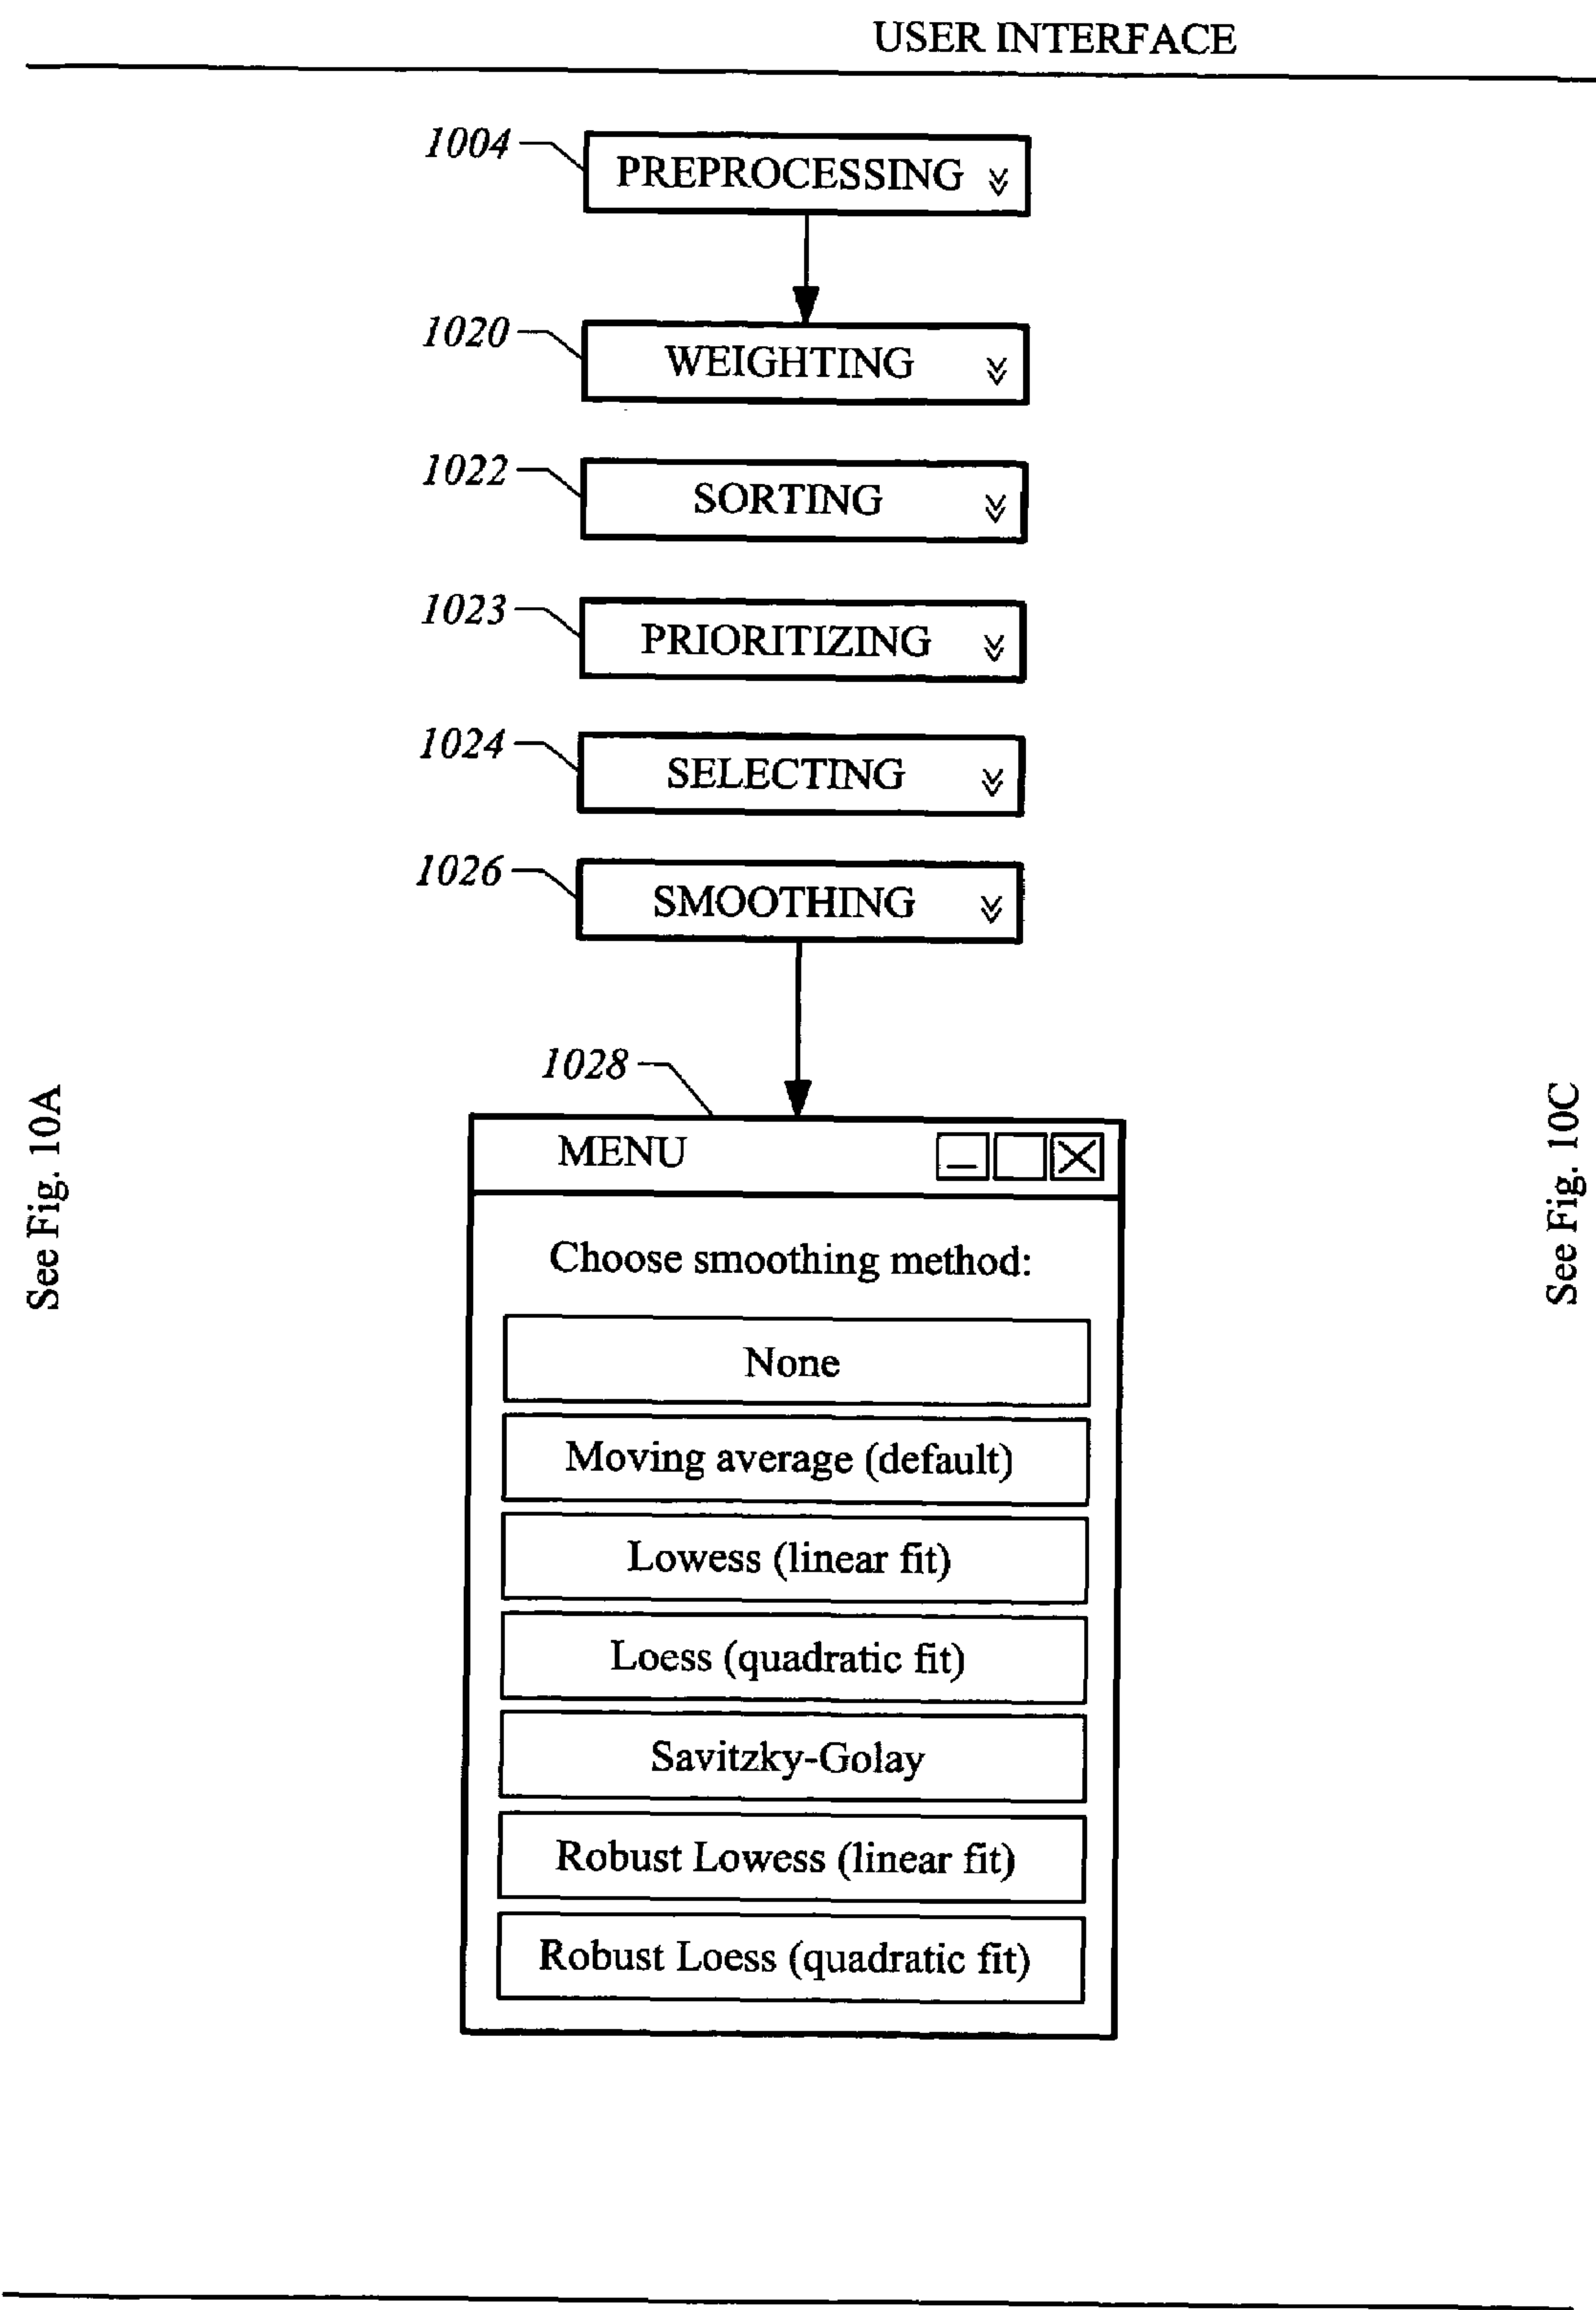 USER INTERFACE
1004
PREPROCESSING
1020
WEIGHTING
1022
SORTING
1023
PRIORITIZING
1024
SELECTING
1026
SMOOTHING
1028
MENU
Choose smoothing method:
None
Moving average (default)
Lowess (linear fit)
Loess (quadratic fit)
Savitzky-Golay
Robust Lowess (linear fit)
Robust Loess (quadratic fit)
See Fig. 10A
See Fig. 10C